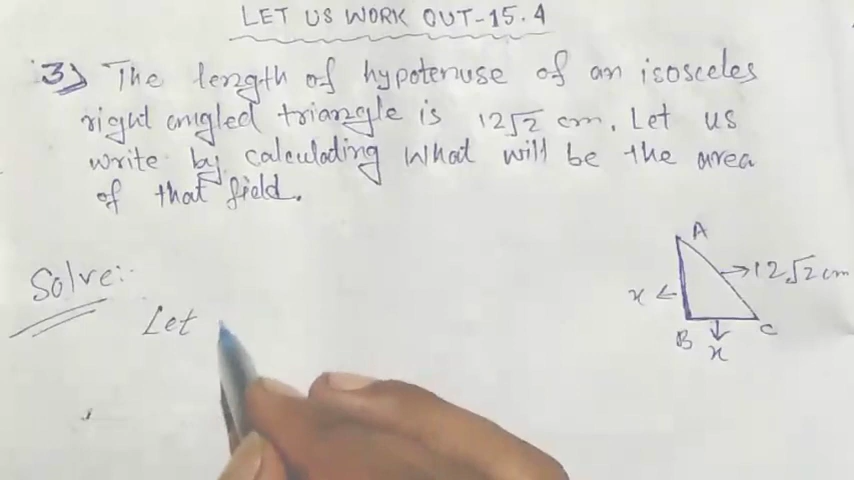 LET US WORK OUT-15.4
3) The length of hypotenuse of an isosceles
right angled triangle is 12√2 cm. Let us
write by calculating What will be the area
of that field.
Solve:-
Let
A
12√2 cm
x
B
x
C